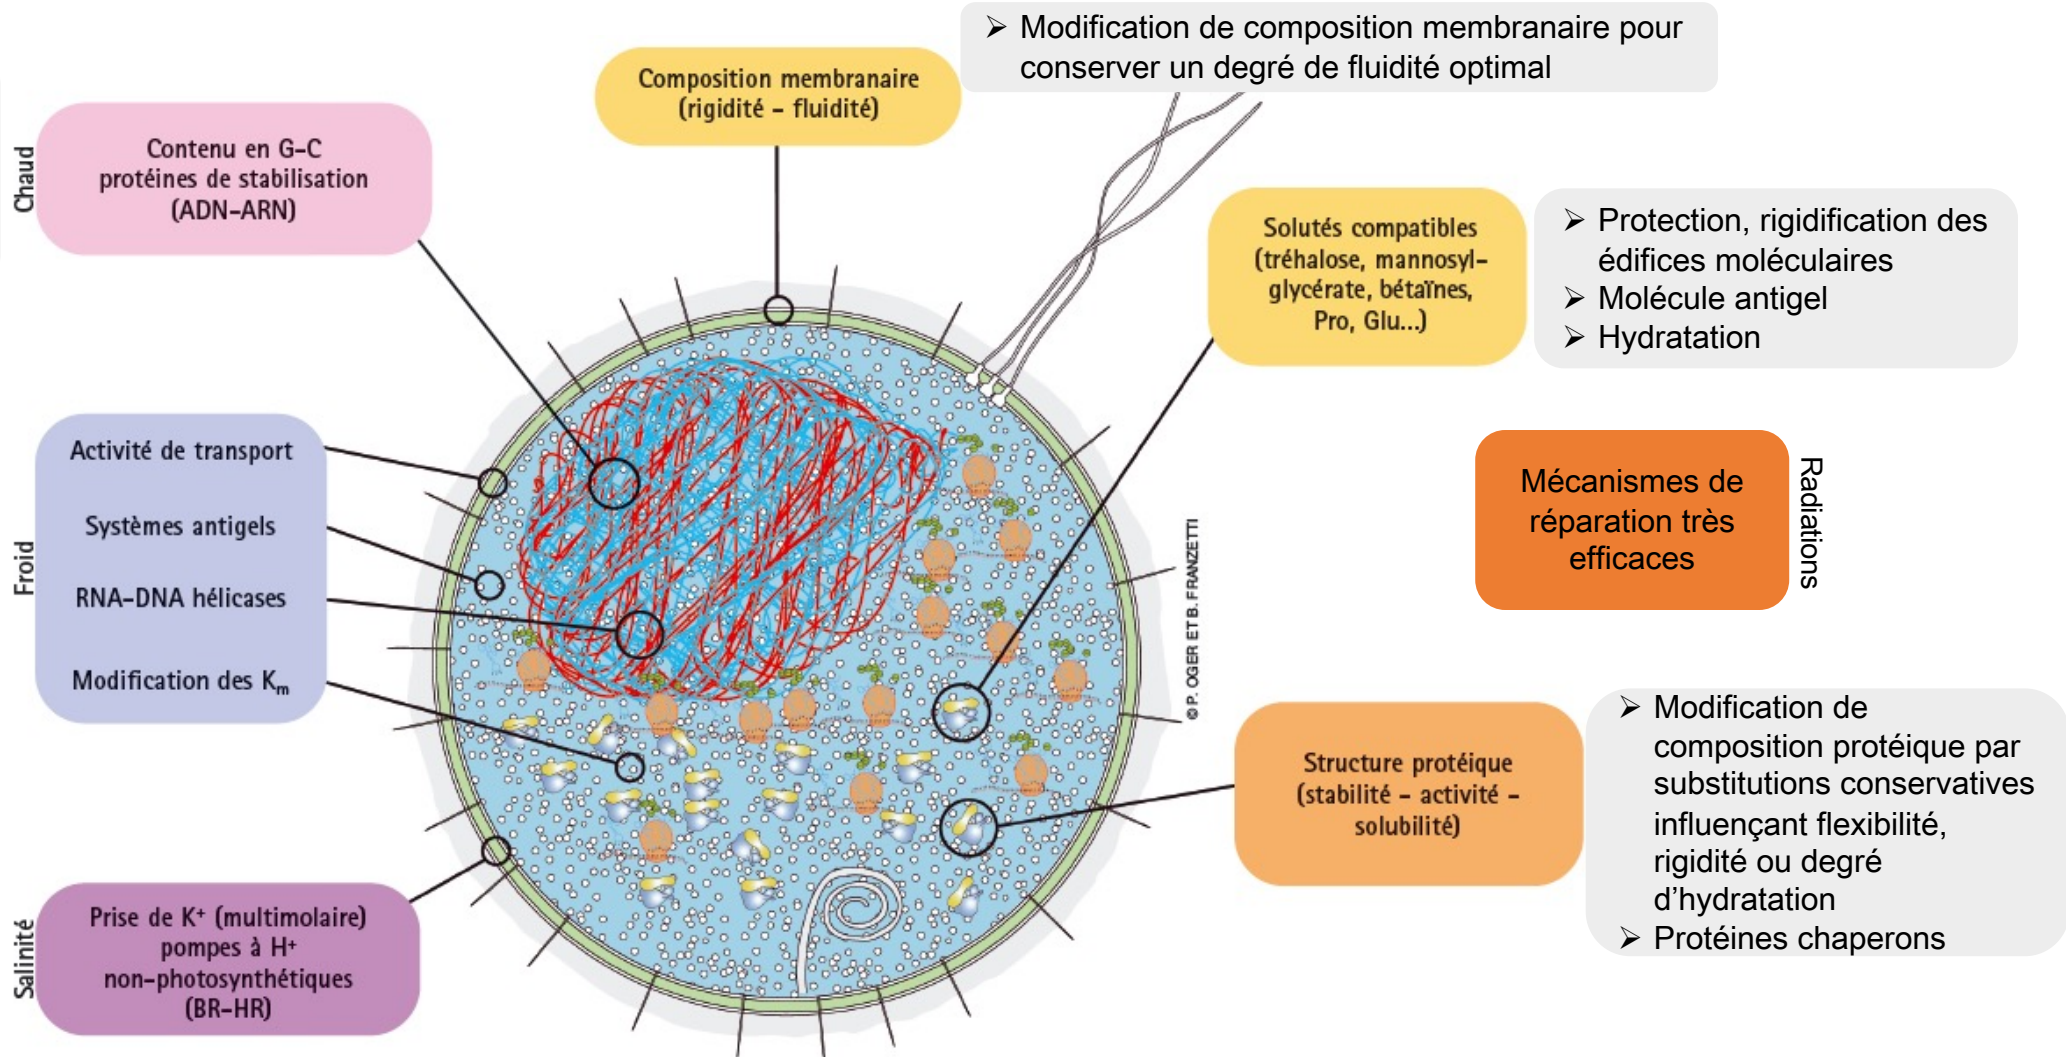 ➢ Modification de composition membranaire pour
conserver un degré de fluidité optimal
Composition membranaire
(rigidité – fluidité)
Chaud
Contenu en G–C
protéines de stabilisation
(ADN–ARN)
Solutés compatibles
(tréhalose, mannosyl–
glycérate, bétaïnes,
Pro, Glu...)
➢ Protection, rigidification des
édifices moléculaires
➢ Molécule antigel
➢ Hydratation
Froid
Activité de transport
Systèmes antigels
RNA–DNA hélicases
Modification des Km
Mécanismes de
réparation très
efficaces
Radiations
© P. OGER ET B. FRANZETTI
Structure protéique
(stabilité – activité –
solubilité)
➢ Modification de
composition protéique par
substitutions conservatives
influençant flexibilité,
rigidité ou degré
d’hydratation
➢ Protéines chaperons
Salinité
Prise de K⁺ (multimolaire)
pompes à H⁺
non–photosynthétiques
(BR–HR)